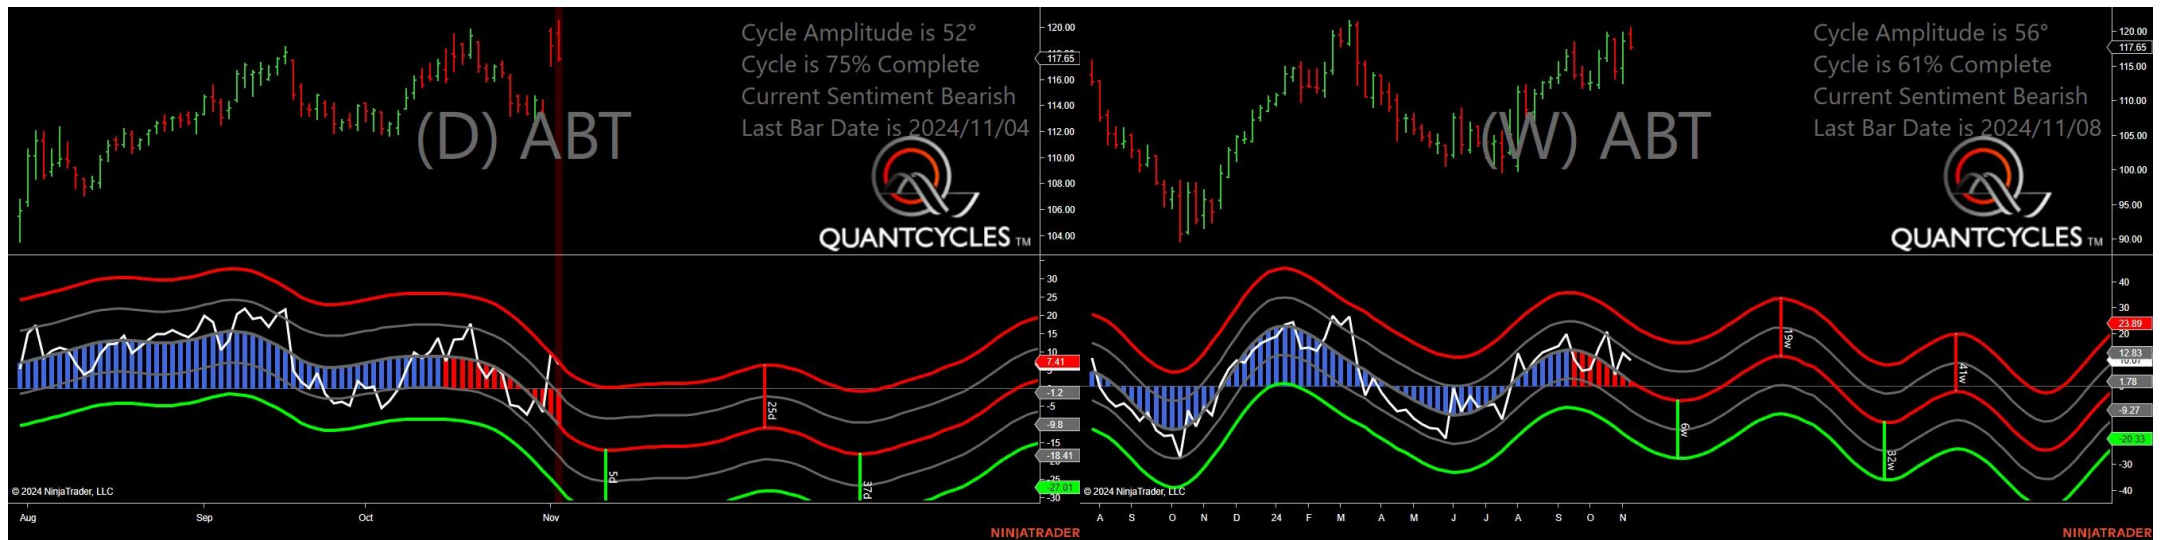 Cycle Amplitude is 52°
Cycle is 75% Complete
Current Sentiment Bearish
Last Bar Date is 2024/11/04
(D) ABT
QUANTCYCLES TM
120.00
117.65
116.00
114.00
112.00
110.00
108.00
106.00
104.00
30
25
20
15
10
7.41
-1.2
-5
-9.8
-15
-18.41
-25
-27.01
-30
25d
5d
37d
© 2024 NinjaTrader, LLC
Aug Sep Oct Nov
NINJATRADER
Cycle Amplitude is 56°
Cycle is 61% Complete
Current Sentiment Bearish
Last Bar Date is 2024/11/08
(W) ABT
QUANTCYCLES TM
120.00
117.65
115.00
110.00
105.00
100.00
95.00
90.00
40
30
23.89
20
12.83
1.78
-9.27
-20.33
-30
-40
19w
41w
6w
32w
© 2024 NinjaTrader, LLC
A S O N D 24 F M A M J J A S O N
NINJATRADER